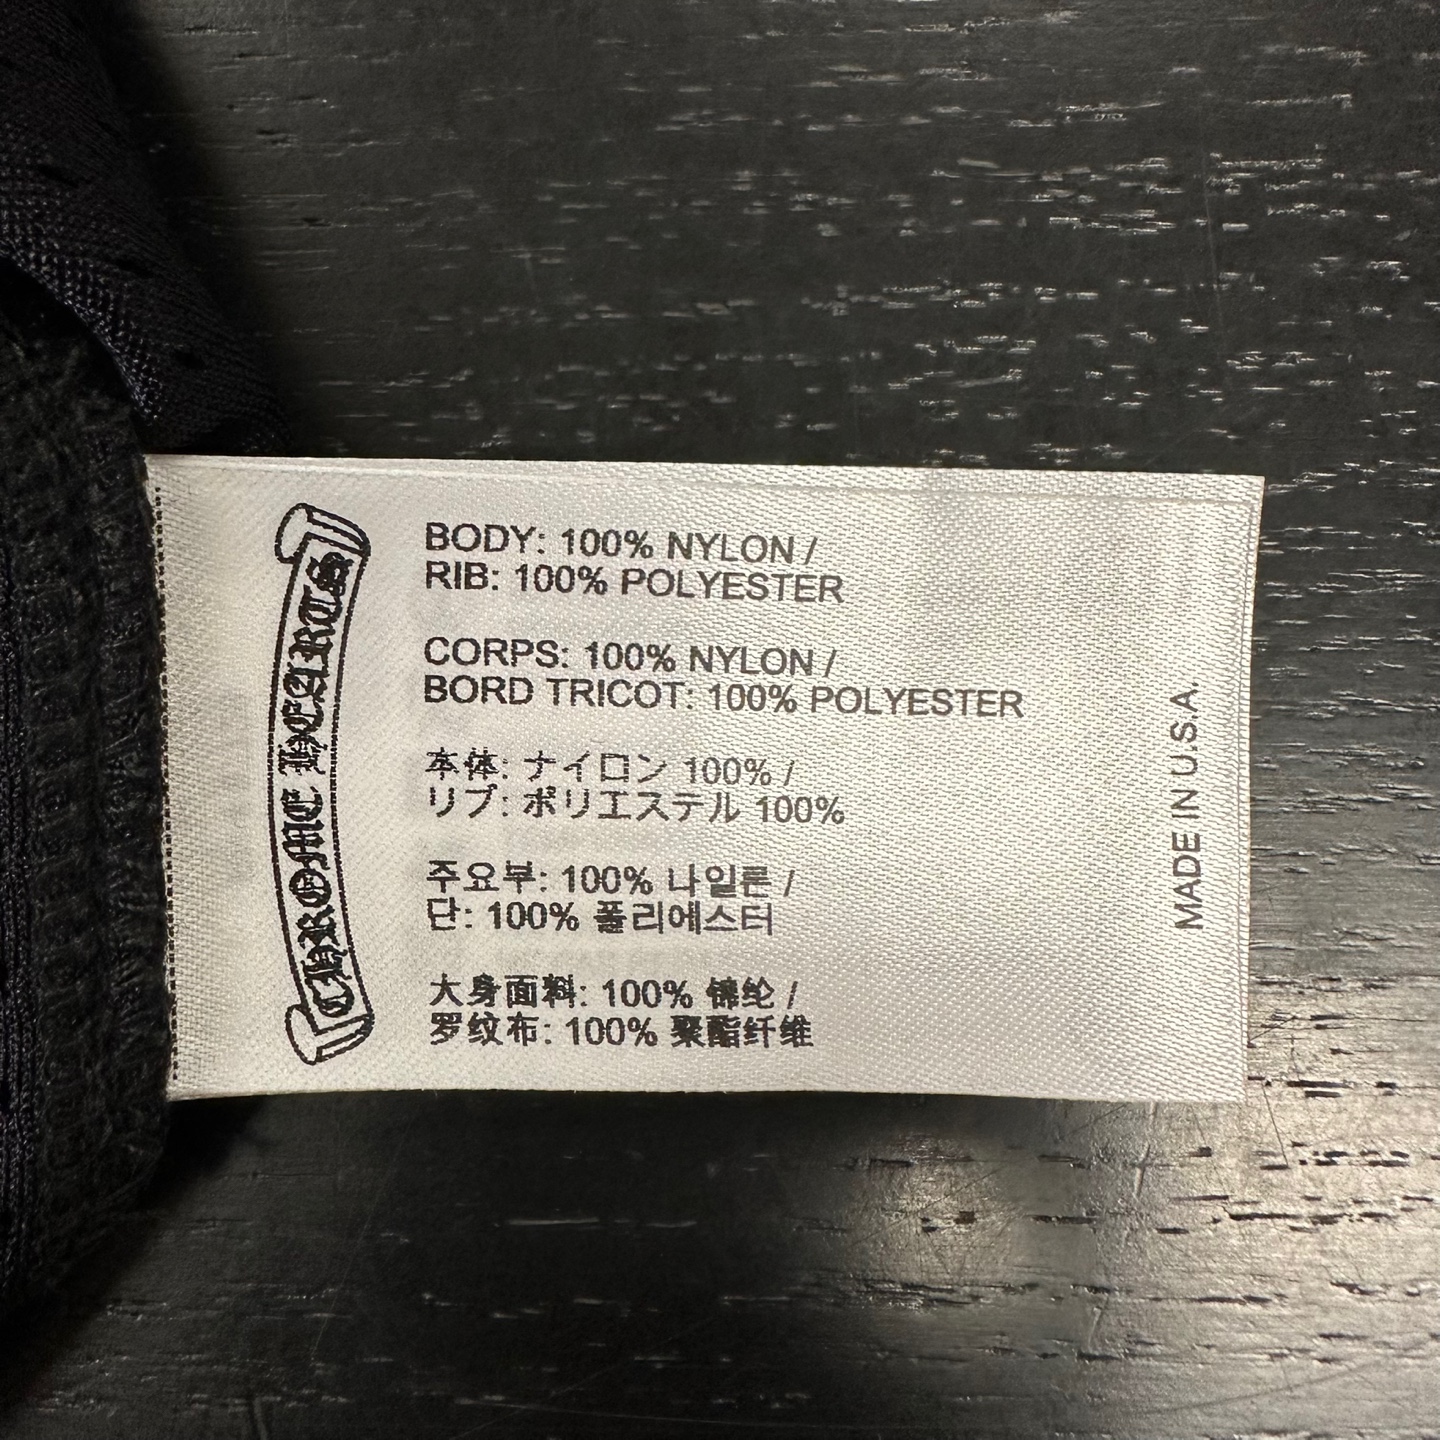 CHROME HEARTS
BODY: 100% NYLON /
RIB: 100% POLYESTER
CORPS: 100% NYLON /
BORD TRICOT: 100% POLYESTER
本体: ナイロン 100% /
リブ: ポリエステル 100%
주요부: 100% 나일론 /
단: 100% 폴리에스터
大身面料: 100% 锦纶 /
罗纹布: 100% 聚酯纤维
MADE IN U.S.A.